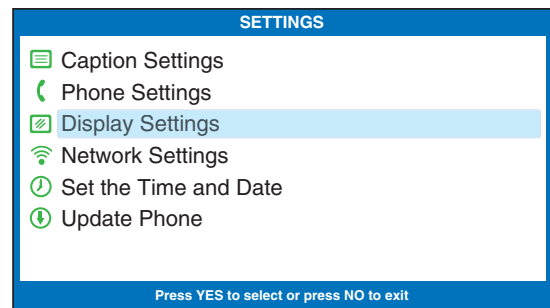 SETTINGS
Caption Settings
Phone Settings
Display Settings
Network Settings
Set the Time and Date
Update Phone
Press YES to select or press NO to exit